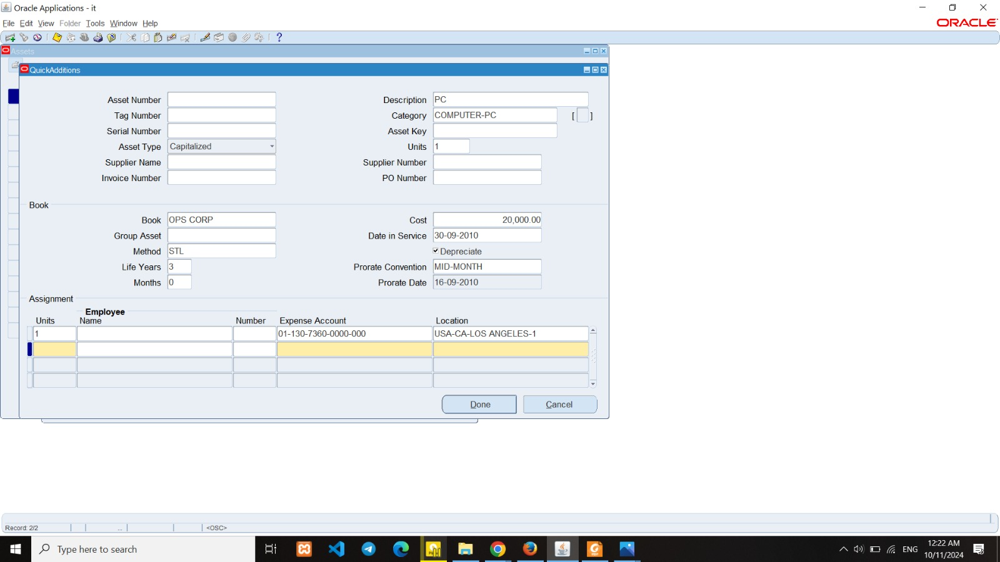 Oracle Applications - it
File Edit View Folder Tools Window Help
ORACLE
Assets
QuickAdditions
Asset Number
Description PC
Tag Number
Category COMPUTER-PC [ ]
Serial Number
Asset Key
Asset Type Capitalized
Units 1
Supplier Name
Supplier Number
Invoice Number
PO Number
Book
Book OPS CORP
Cost 20,000.00
Group Asset
Date in Service 30-09-2010
Method STL
Depreciate
Life Years 3
Prorate Convention MID-MONTH
Months 0
Prorate Date 16-09-2010
Assignment
Employee
Units Name Number Expense Account Location
1 01-130-7360-0000-000 USA-CA-LOS ANGELES-1
Done Cancel
Record: 2/2 ... <OSC>
Type here to search
ENG
12:22 AM
10/11/2024